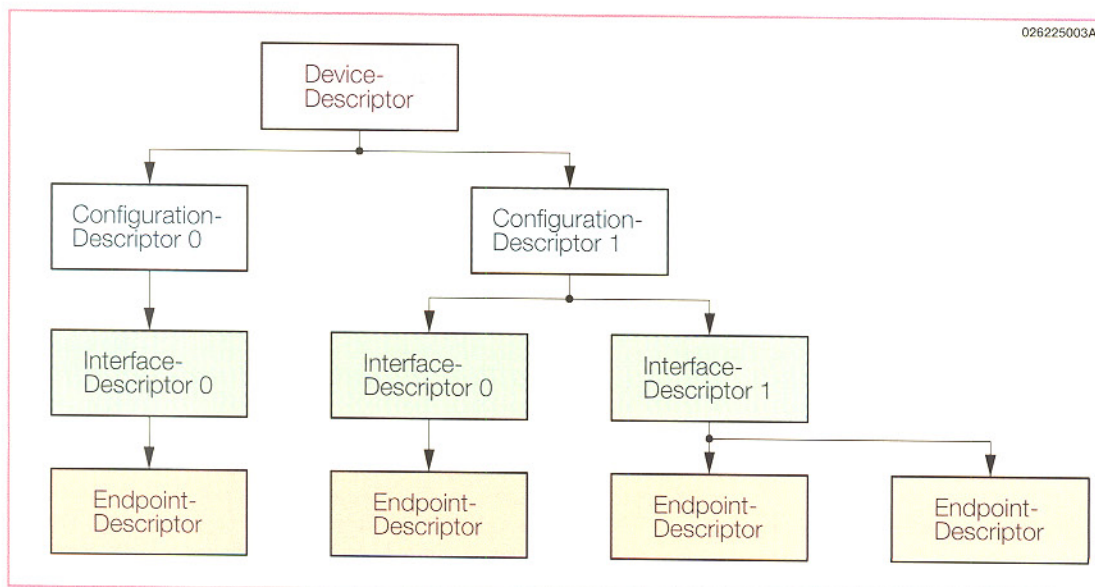 026225003A
Device-
Descriptor
Configuration-
Descriptor 0
Configuration-
Descriptor 1
Interface-
Descriptor 0
Interface-
Descriptor 0
Interface-
Descriptor 1
Endpoint-
Descriptor
Endpoint-
Descriptor
Endpoint-
Descriptor
Endpoint-
Descriptor